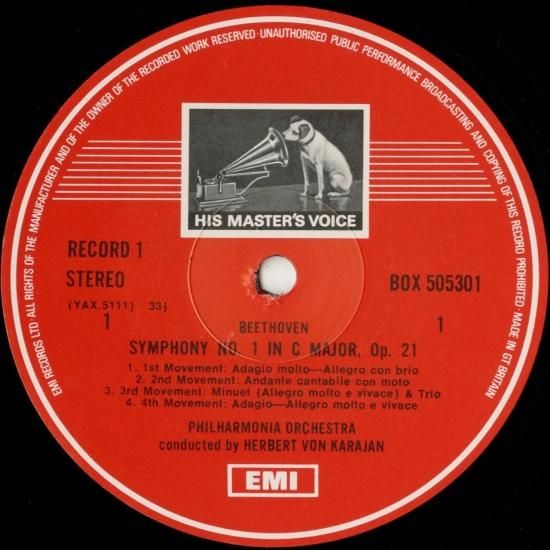 EMI RECORDS LTD · ALL RIGHTS OF THE MANUFACTURER AND OF THE OWNER OF THE RECORDED WORK RESERVED · UNAUTHORISED PUBLIC PERFORMANCE BROADCASTING AND COPYING OF THIS RECORD PROHIBITED · MADE IN GT BRITAIN
HIS MASTER'S VOICE
RECORD 1
STEREO
BOX 505301
(YAX.5111) 33⅓
1
1
BEETHOVEN
SYMPHONY NO. 1 IN C MAJOR, Op. 21
1. 1st Movement: Adagio molto—Allegro con brio
2. 2nd Movement: Andante cantabile con moto
3. 3rd Movement: Minuet (Allegro molto e vivace) & Trio
4. 4th Movement: Adagio—Allegro molto e vivace
PHILHARMONIA ORCHESTRA
conducted by HERBERT VON KARAJAN
EMI